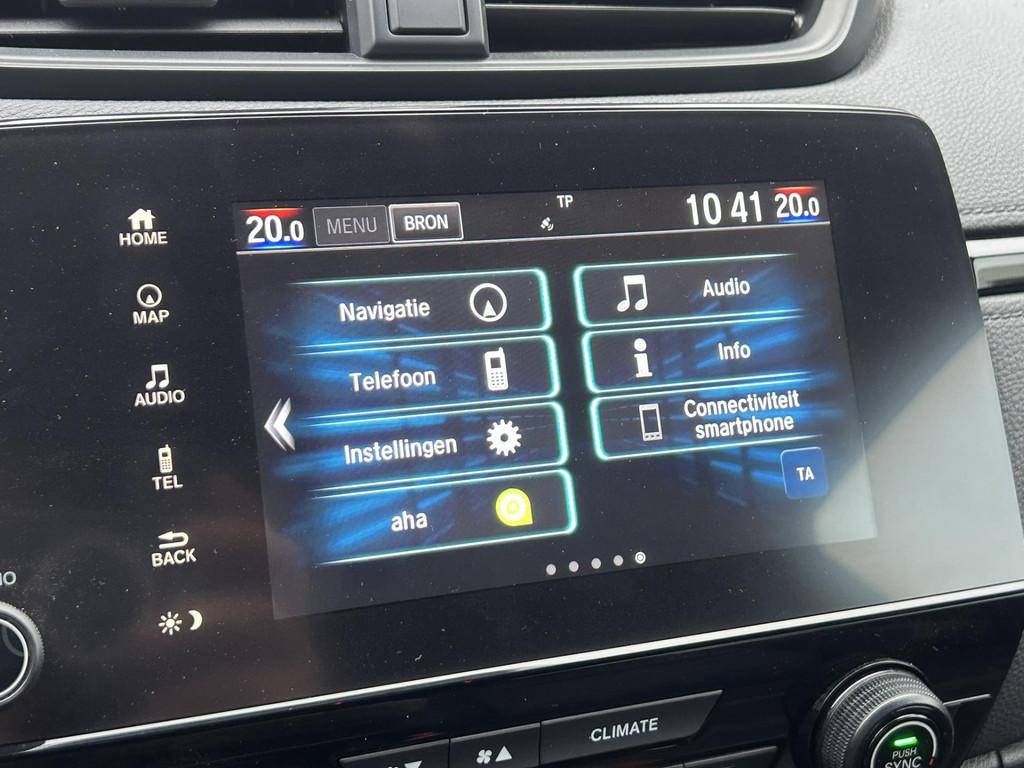 20.0 MENU BRON TP 10 41 20.0
HOME
MAP
AUDIO
TEL
BACK
Navigatie
Telefoon
Instellingen
aha
Audio
Info
Connectiviteit
smartphone
TA
CLIMATE
PUSH
SYNC